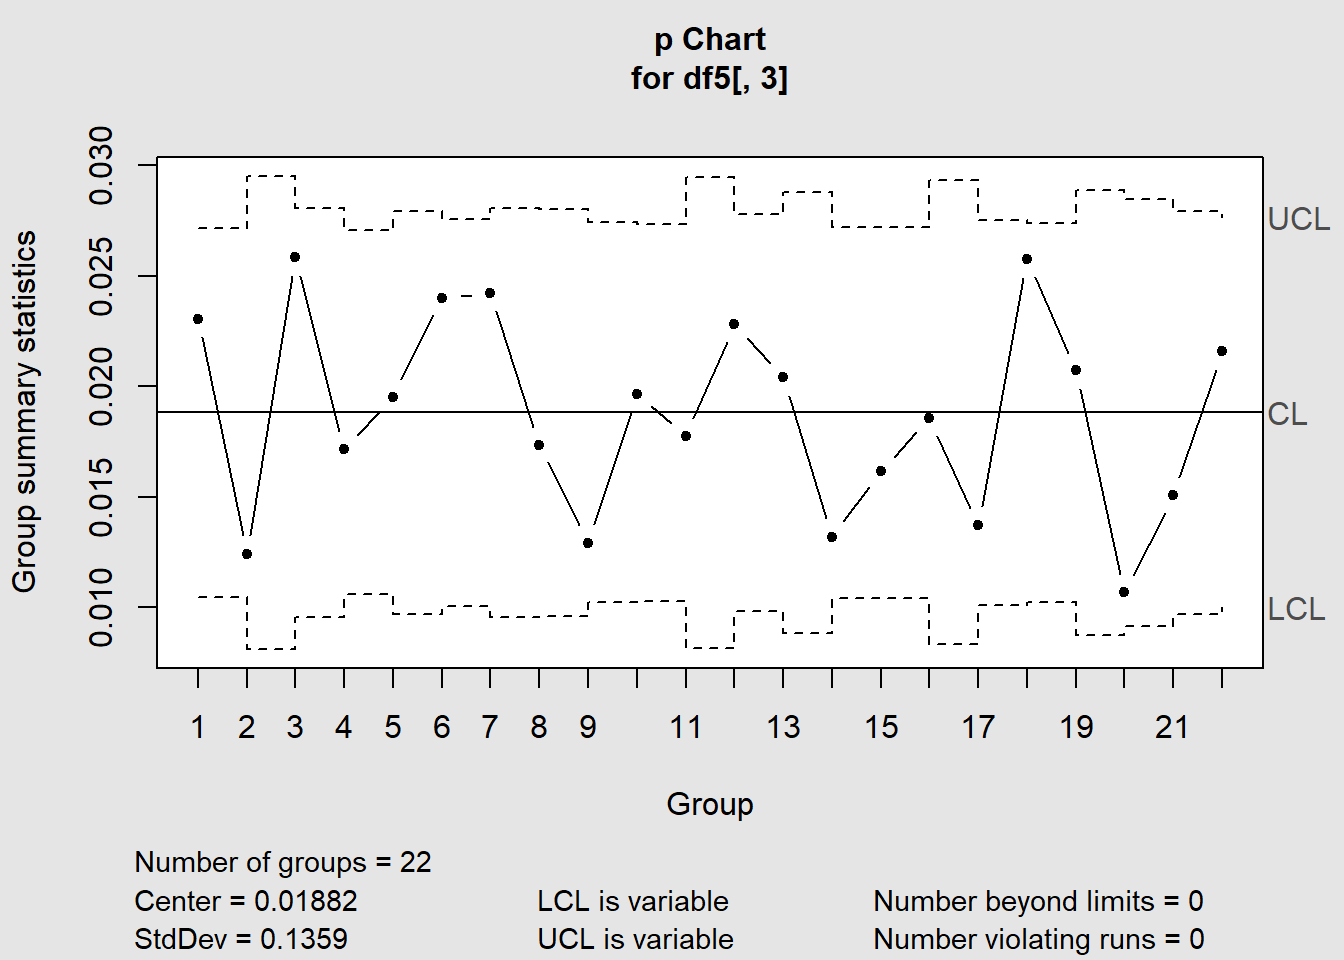 p Chart
for df5[, 3]
Group summary statistics
0.030
0.025
0.020
0.015
0.010
UCL
CL
LCL
1 2 3 4 5 6 7 8 9 11 13 15 17 19 21
Group
Number of groups = 22
Center = 0.01882 LCL is variable Number beyond limits = 0
StdDev = 0.1359 UCL is variable Number violating runs = 0